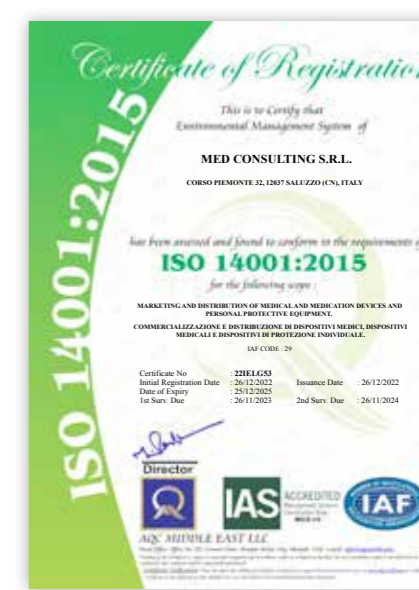 Certificate of Registration
This is to Certify that
Environmental Management System of
MED CONSULTING S.R.L.
CORSO PIEMONTE 32, 12037 SALUZZO (CN), ITALY
has been assessed and found to conform to the requirements
ISO 14001:2015
for the following scope :
MARKETING AND DISTRIBUTION OF MEDICAL AND MEDICATION DEVICES AND
PERSONAL PROTECTIVE EQUIPMENT.
COMMERCIALIZZAZIONE E DISTRIBUZIONE DI DISPOSITIVI MEDICI, DISPOSITIVI
MEDICALI E DISPOSITIVI DI PROTEZIONE INDIVIDUALE.
IAF CODE : 29
Certificate No : 22IELG53
Initial Registration Date : 26/12/2022 Issuance Date : 26/12/2022
Date of Expiry : 25/12/2025
1st Surv. Due : 26/11/2023 2nd Surv. Due : 26/11/2024
Director
IAS ACCREDITED
IAF
AQC MIDDLE EAST LLC
ISO 14001:2015